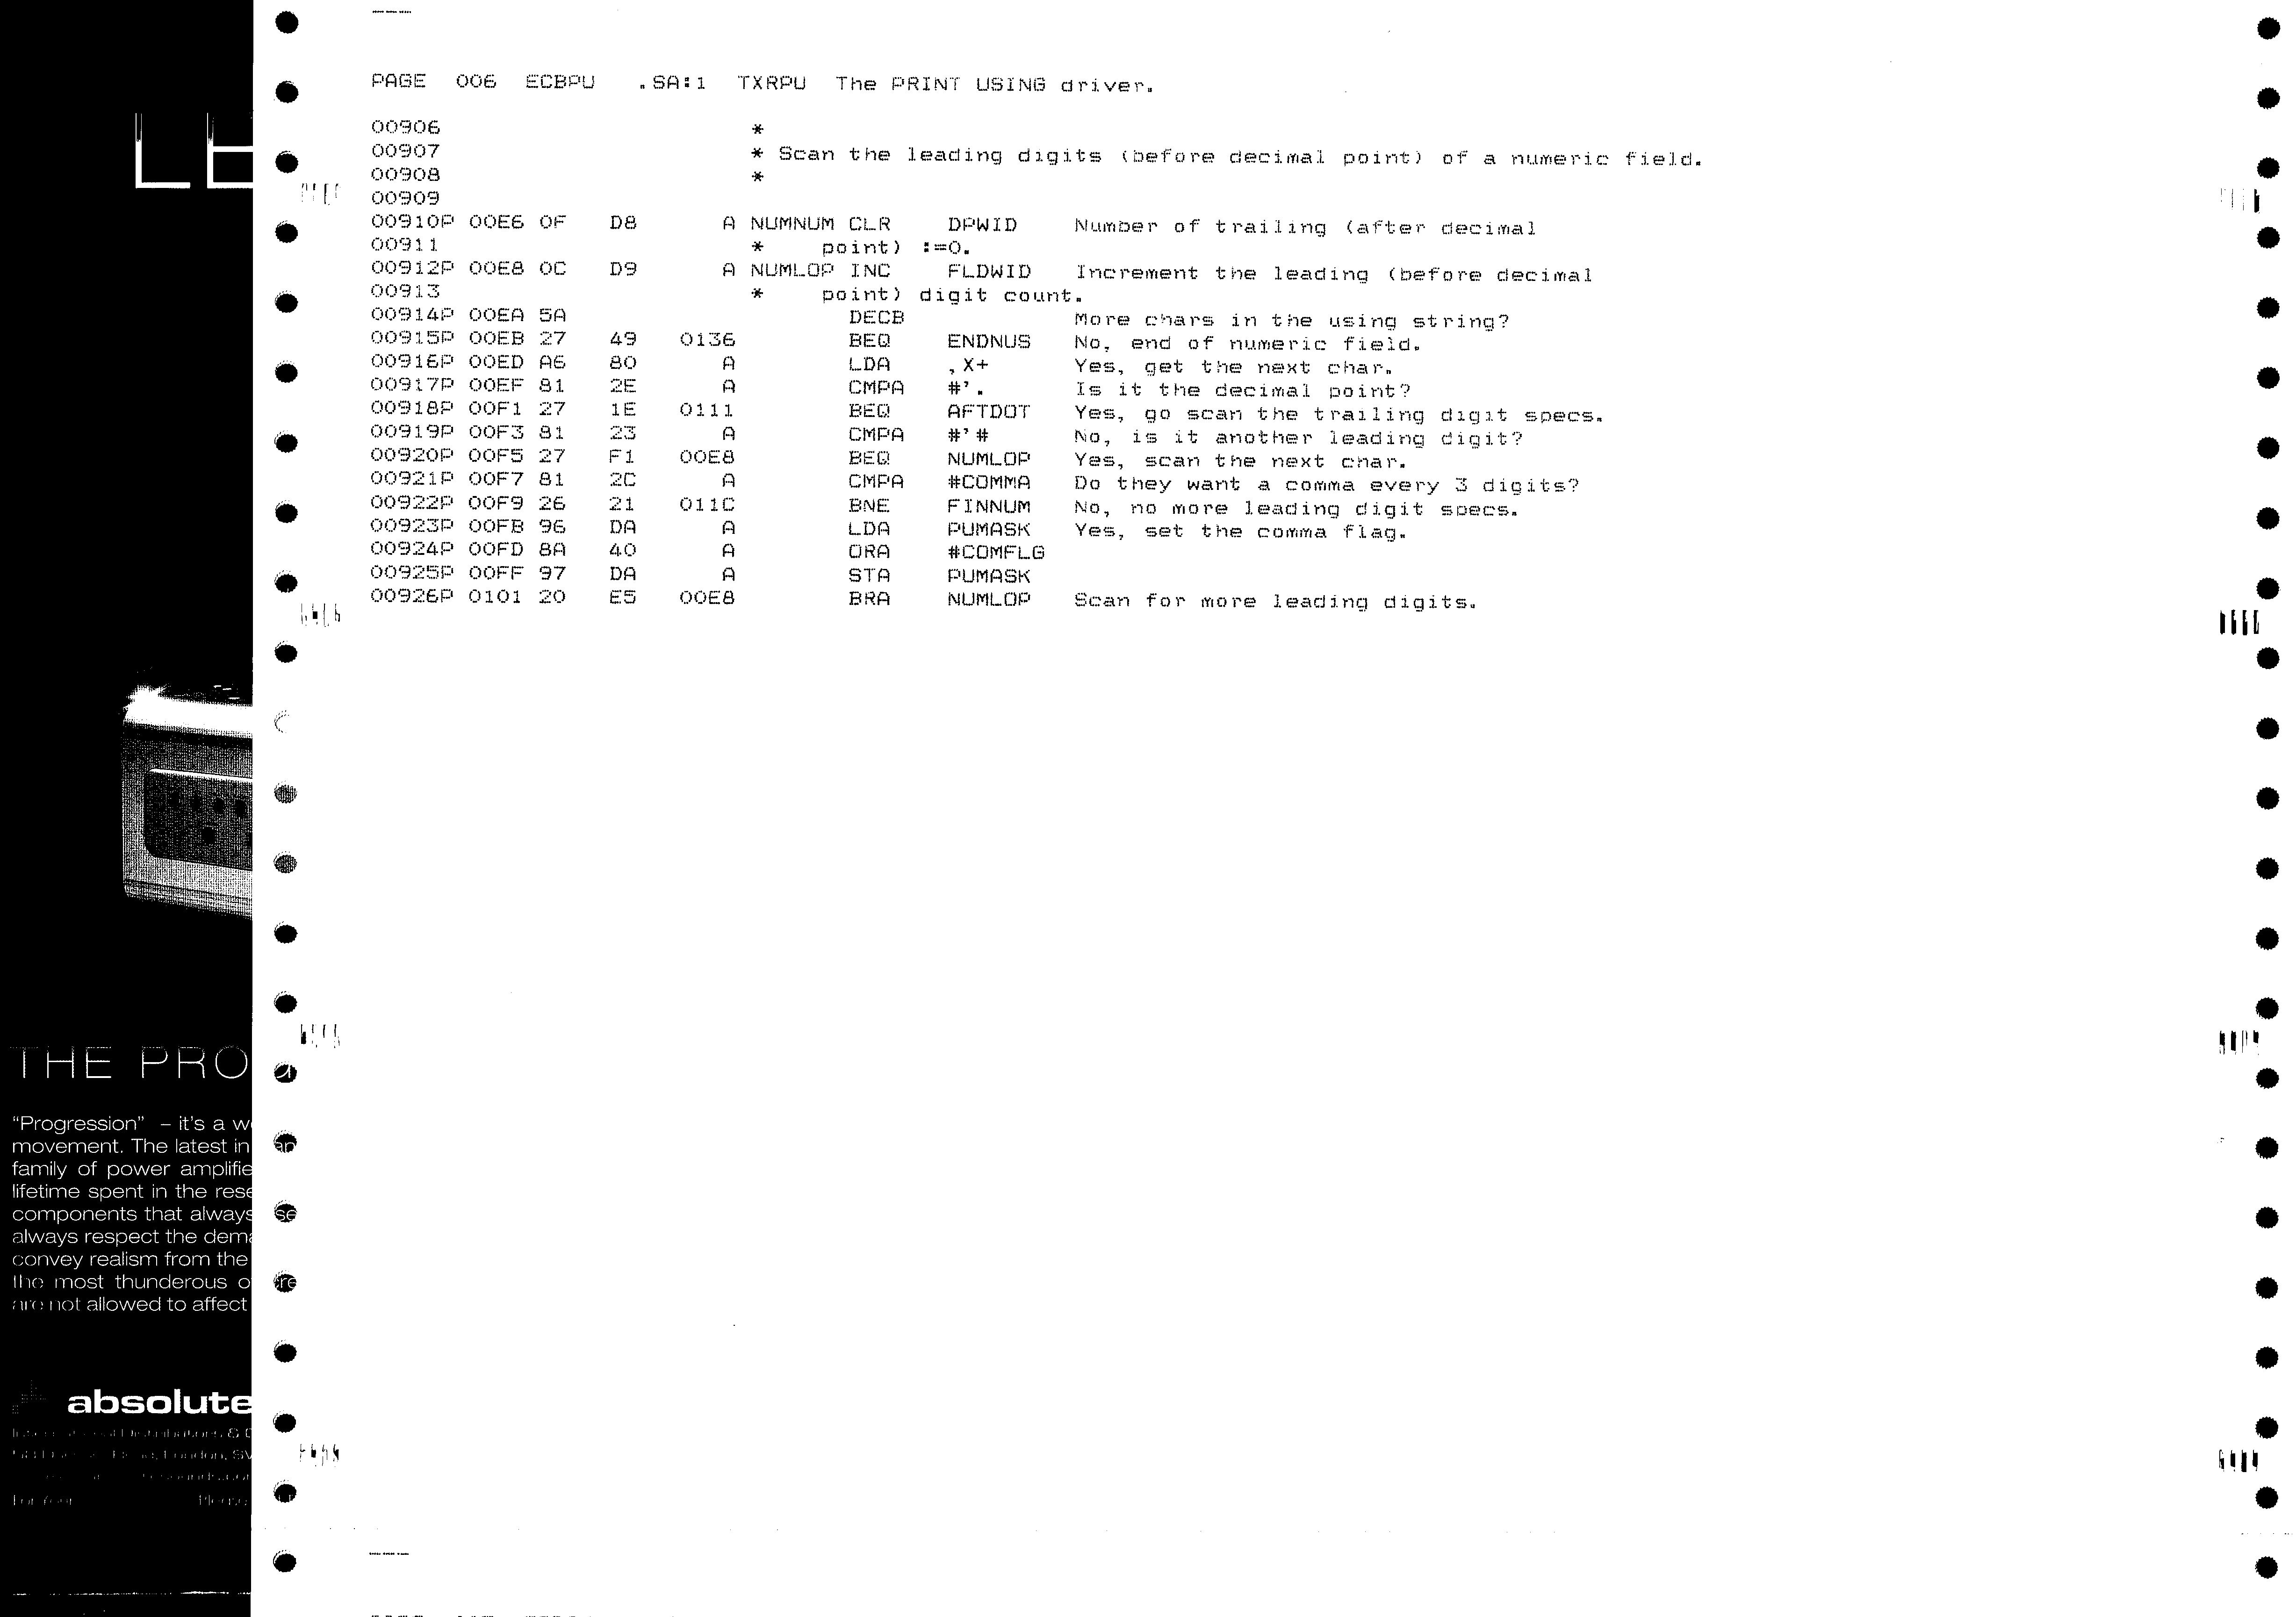 PAGE 006 ECBPU .SA:1 TXRPU The PRINT USING driver.
00906 *
00907 * Scan the leading digits (before decimal point) of a numeric field.
00908 *
00909
00910P 00E6 0F D8 A NUMNUM CLR DPWID Number of trailing (after decimal
00911 * point) :=0.
00912P 00E8 0C D9 A NUMLOP INC FLDWID Increment the leading (before decimal
00913 * point) digit count.
00914P 00EA 5A DECB More chars in the using string?
00915P 00EB 27 49 0136 BEQ ENDNUS No, end of numeric field.
00916P 00ED A6 80 A LDA ,X+ Yes, get the next char.
00917P 00EF 81 2E A CMPA #'. Is it the decimal point?
00918P 00F1 27 1E 0111 BEQ AFTDOT Yes, go scan the trailing digit specs.
00919P 00F3 81 23 A CMPA #'# No, is it another leading digit?
00920P 00F5 27 F1 00E8 BEQ NUMLOP Yes, scan the next char.
00921P 00F7 81 2C A CMPA #COMMA Do they want a comma every 3 digits?
00922P 00F9 26 21 011C BNE FINNUM No, no more leading digit specs.
00923P 00FB 96 DA A LDA PUMASK Yes, set the comma flag.
00924P 00FD 8A 40 A ORA #COMFLG
00925P 00FF 97 DA A STA PUMASK
00926P 0101 20 E5 00E8 BRA NUMLOP Scan for more leading digits.
LE
THE PRO
"Progression" – it's a w
movement. The latest in
family of power amplifie
lifetime spent in the rese
components that always se
always respect the dema
convey realism from the
the most thunderous o re
are not allowed to affect
absolute
Distributions &
London, SV
For Please